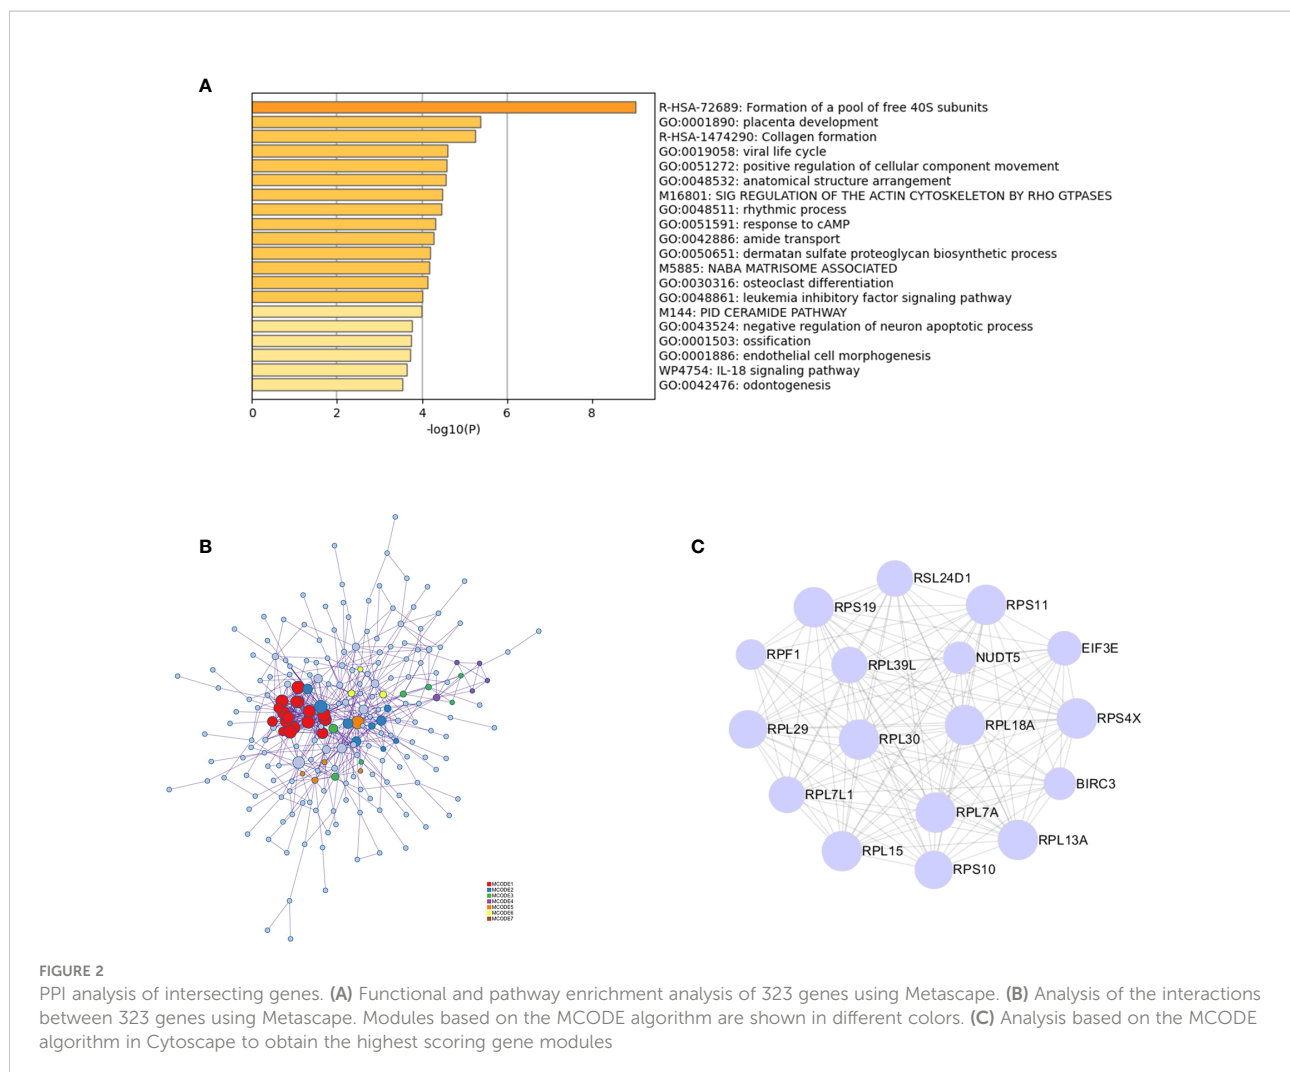 A
R-HSA-72689: Formation of a pool of free 40S subunits
GO:0001890: placenta development
R-HSA-1474290: Collagen formation
GO:0019058: viral life cycle
GO:0051272: positive regulation of cellular component movement
GO:0048532: anatomical structure arrangement
M16801: SIG REGULATION OF THE ACTIN CYTOSKELETON BY RHO GTPASES
GO:0048511: rhythmic process
GO:0051591: response to cAMP
GO:0042886: amide transport
GO:0050651: dermatan sulfate proteoglycan biosynthetic process
M5885: NABA MATRISOME ASSOCIATED
GO:0030316: osteoclast differentiation
GO:0048861: leukemia inhibitory factor signaling pathway
M144: PID CERAMIDE PATHWAY
GO:0043524: negative regulation of neuron apoptotic process
GO:0001503: ossification
GO:0001886: endothelial cell morphogenesis
WP4754: IL-18 signaling pathway
GO:0042476: odontogenesis
0 2 4 6 8
-log10(P)
B
MCODE1
MCODE2
MCODE3
MCODE4
MCODE5
MCODE6
MCODE7
C
RSL24D1
RPS19
RPS11
EIF3E
RPF1
RPL39L
NUDT5
RPS4X
RPL29
RPL30
RPL18A
BIRC3
RPL7L1
RPL7A
RPL13A
RPL15
RPS10
FIGURE 2
PPI analysis of intersecting genes. (A) Functional and pathway enrichment analysis of 323 genes using Metascape. (B) Analysis of the interactions
between 323 genes using Metascape. Modules based on the MCODE algorithm are shown in different colors. (C) Analysis based on the MCODE
algorithm in Cytoscape to obtain the highest scoring gene modules